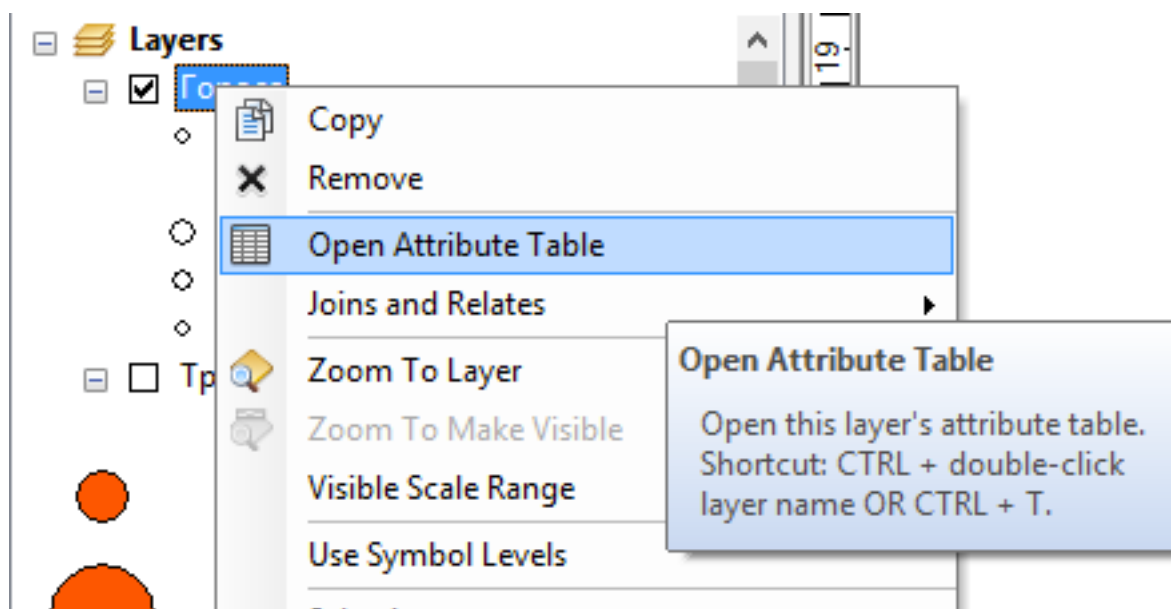 Layers
19
Copy
Remove
Open Attribute Table
Joins and Relates
Zoom To Layer
Zoom To Make Visible
Visible Scale Range
Use Symbol Levels
Open Attribute Table
Open this layer's attribute table.
Shortcut: CTRL + double-click
layer name OR CTRL + T.